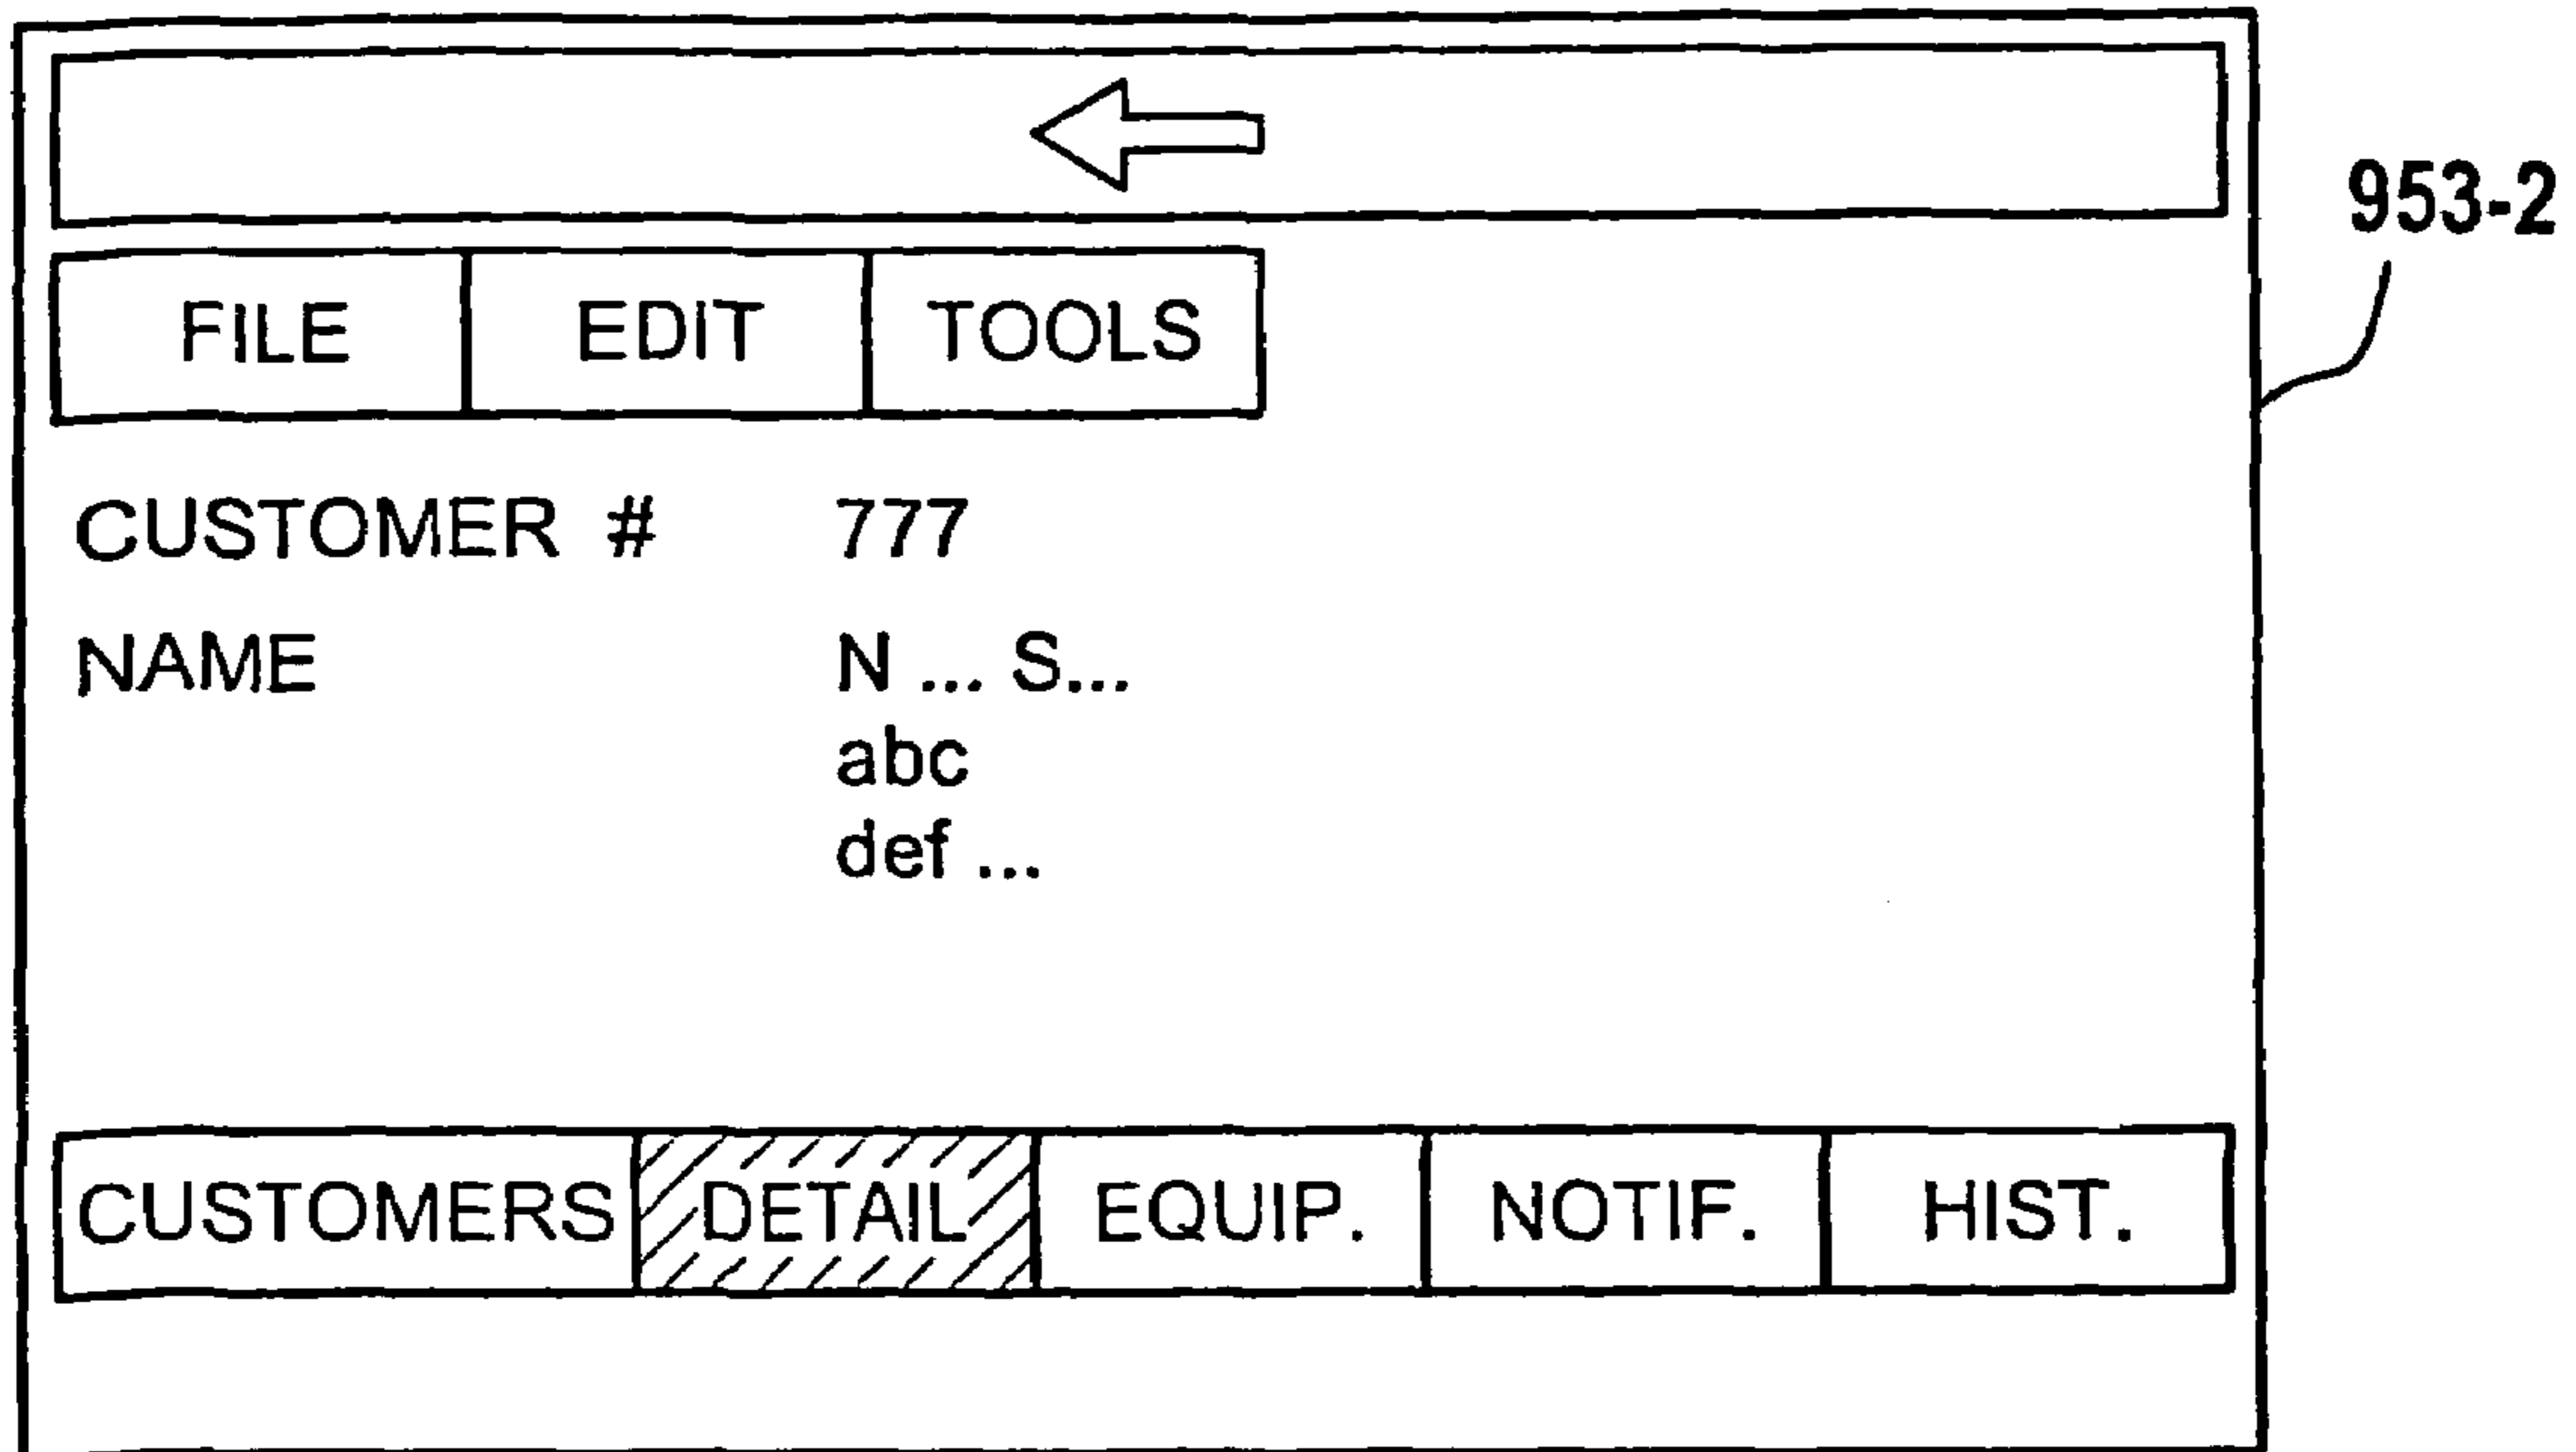 953-2
FILE EDIT TOOLS
CUSTOMER # 777
NAME N ... S...
abc
def ...
CUSTOMERS DETAIL EQUIP. NOTIF. HIST.